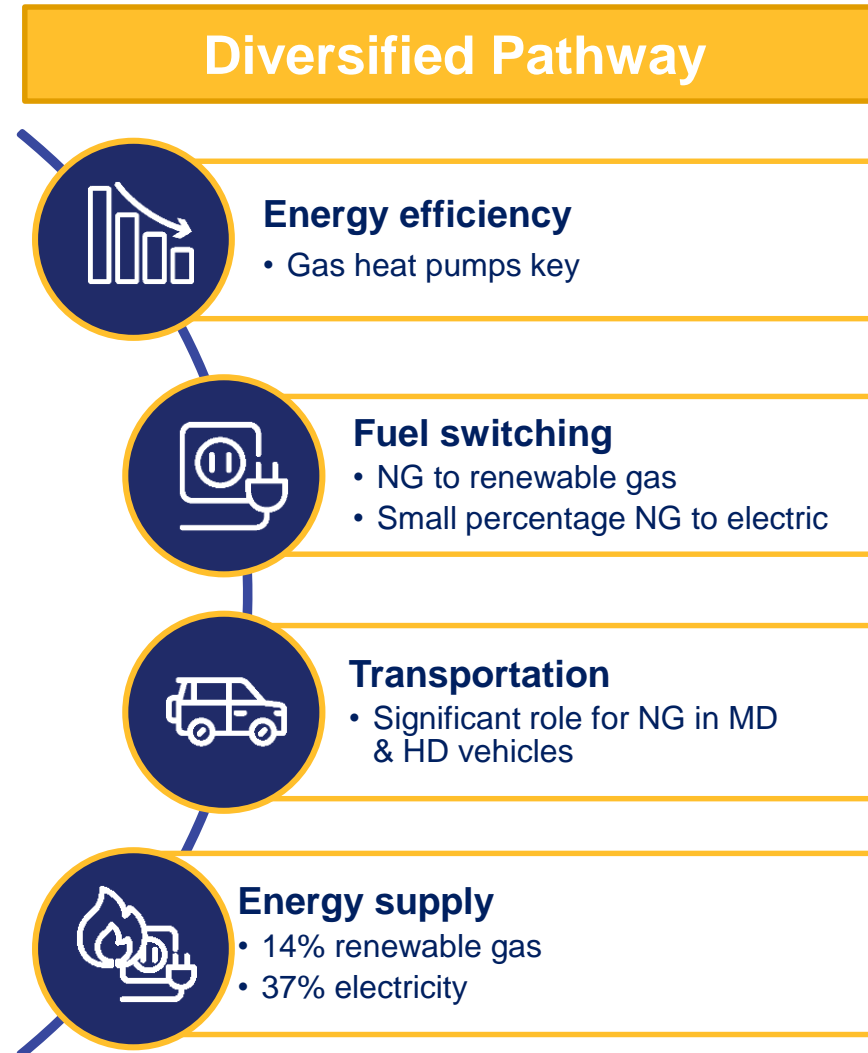 Diversified Pathway
Energy efficiency
• Gas heat pumps key
Fuel switching
• NG to renewable gas
• Small percentage NG to electric
Transportation
• Significant role for NG in MD
& HD vehicles
Energy supply
• 14% renewable gas
• 37% electricity